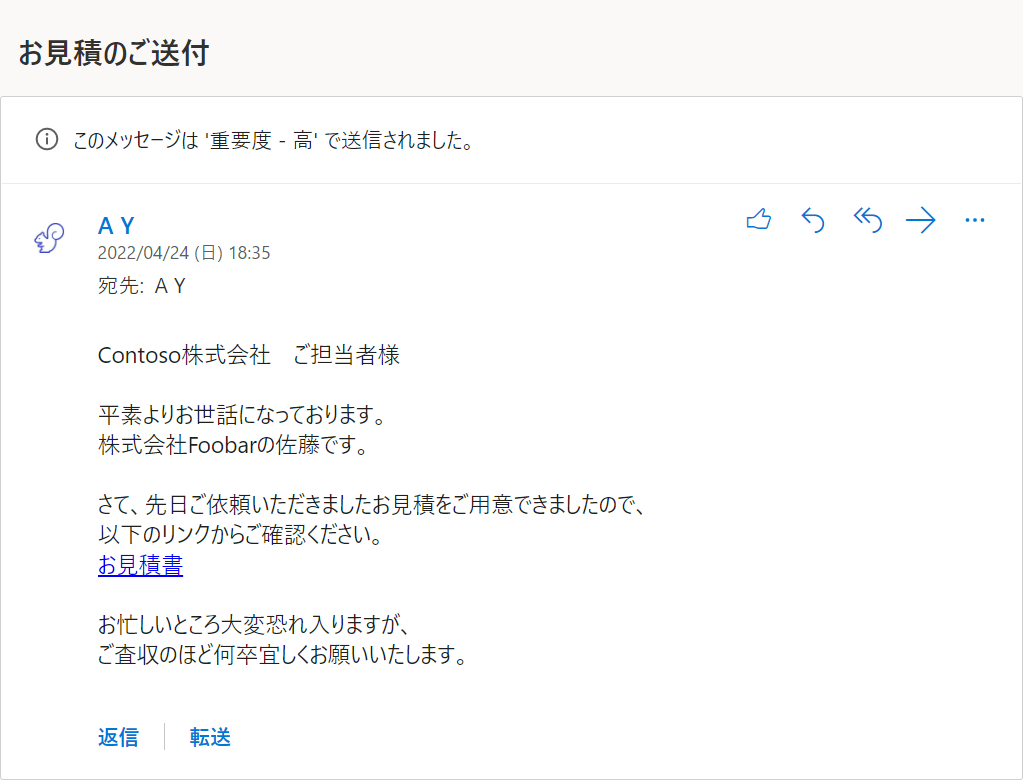 お見積のご送付
このメッセージは '重要度 - 高' で送信されました。
A Y
2022/04/24 (日) 18:35
宛先: A Y
Contoso株式会社　ご担当者様
平素よりお世話になっております。
株式会社Foobarの佐藤です。
さて、先日ご依頼いただきましたお見積をご用意できましたので、
以下のリンクからご確認ください。
お見積書
お忙しいところ大変恐れ入りますが、
ご査収のほど何卒宜しくお願いいたします。
返信
転送